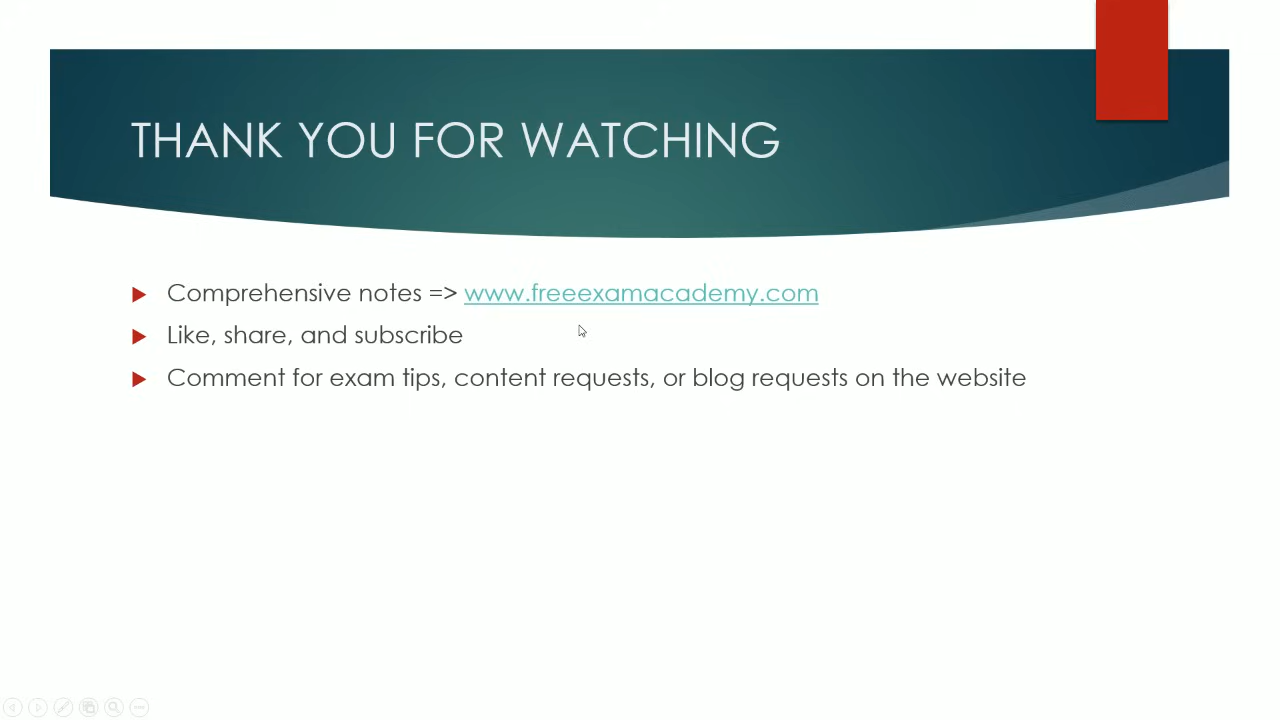 THANK YOU FOR WATCHING
Comprehensive notes => www.freeexamacademy.com
Like, share, and subscribe
Comment for exam tips, content requests, or blog requests on the website